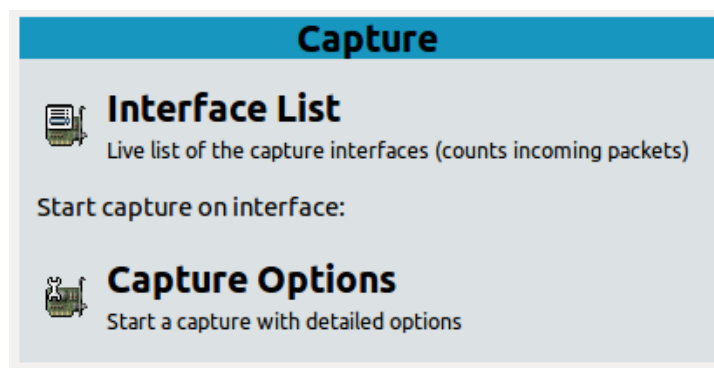 Capture
Interface List
Live list of the capture interfaces (counts incoming packets)
Start capture on interface:
Capture Options
Start a capture with detailed options